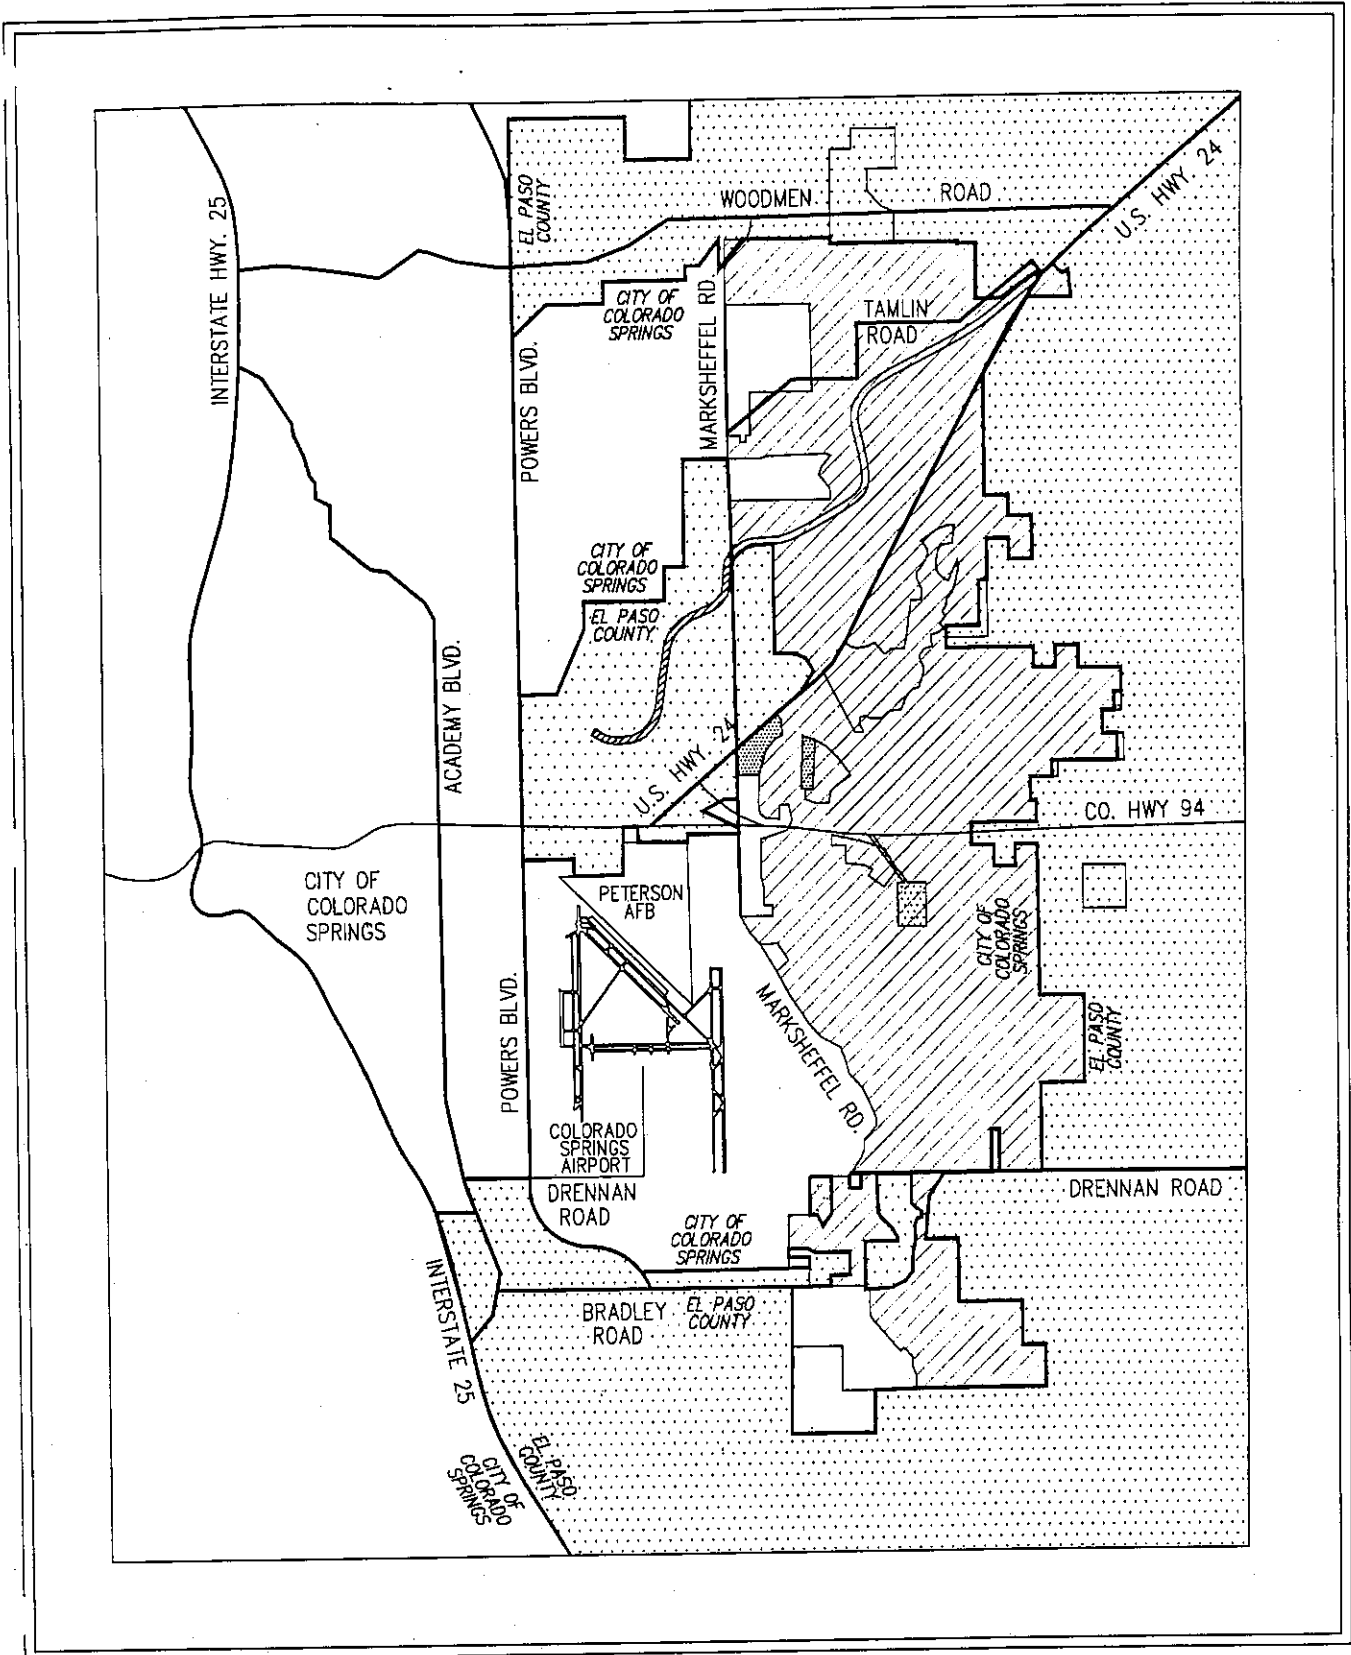 WOODMEN
ROAD
U.S. HWY. 24
EL PASO
COUNTY
INTERSTATE HWY. 25
CITY OF
COLORADO
SPRINGS
MARKSHEFFEL RD.
TAMLIN
ROAD
POWERS BLVD.
CITY OF
COLORADO
SPRINGS
EL PASO
COUNTY
ACADEMY BLVD.
U.S. HWY. 24
CO. HWY 94
CITY OF
COLORADO
SPRINGS
PETERSON
AFB
CITY OF
COLORADO
SPRINGS
POWERS BLVD.
MARKSHEFFEL RD.
EL PASO
COUNTY
COLORADO
SPRINGS
AIRPORT
DRENNAN
ROAD
DRENNAN ROAD
CITY OF
COLORADO
SPRINGS
INTERSTATE 25
BRADLEY
ROAD
EL PASO
COUNTY
EL PASO
COUNTY
CITY OF
COLORADO
SPRINGS